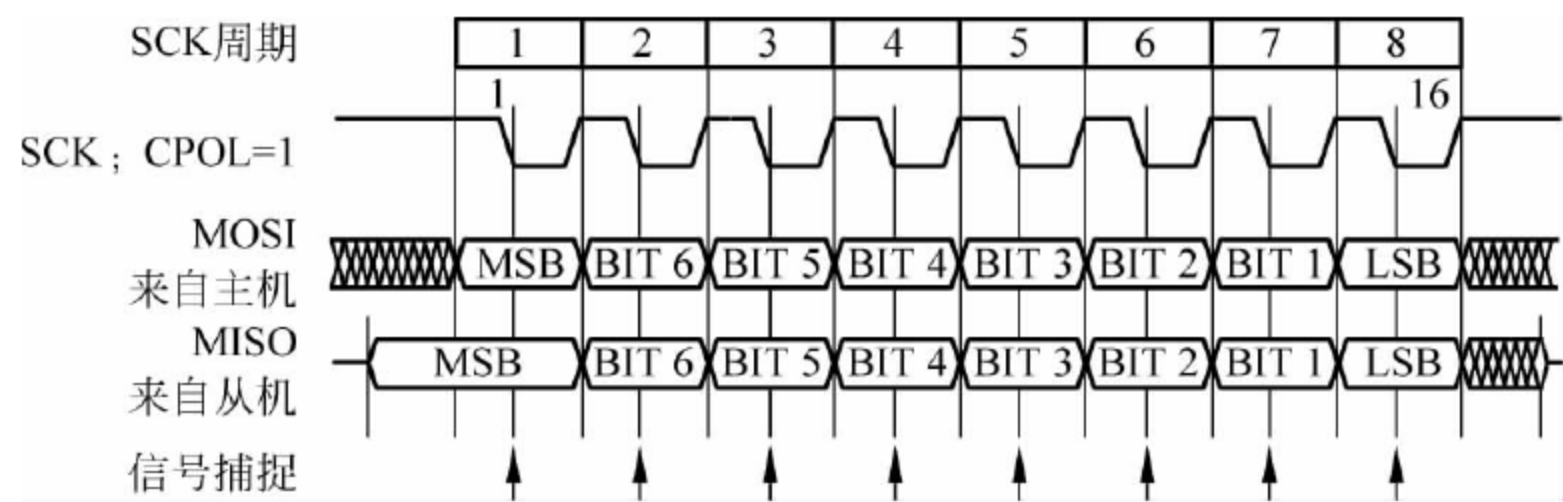 SCK周期 1 2 3 4 5 6 7 8
1 16
SCK; CPOL=1
MOSI
来自主机
MSB BIT 6 BIT 5 BIT 4 BIT 3 BIT 2 BIT 1 LSB
MISO
来自从机
MSB BIT 6 BIT 5 BIT 4 BIT 3 BIT 2 BIT 1 LSB
信号捕捉